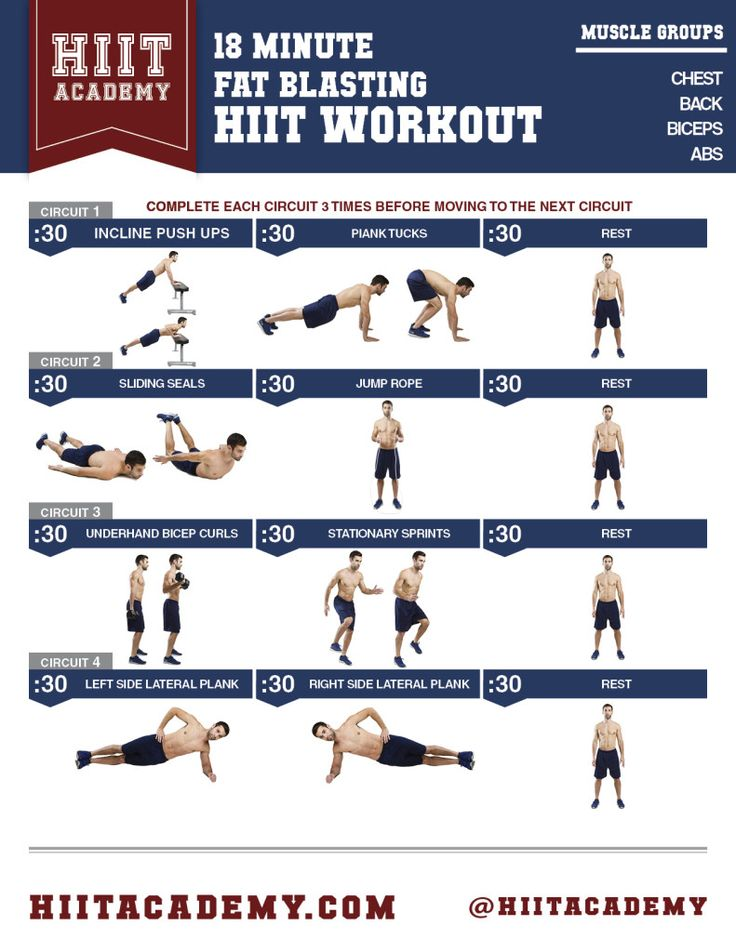 HIIT
ACADEMY
18 MINUTE
FAT BLASTING
HIIT WORKOUT
MUSCLE GROUPS
CHEST
BACK
BICEPS
ABS
CIRCUIT 1
COMPLETE EACH CIRCUIT 3 TIMES BEFORE MOVING TO THE NEXT CIRCUIT
:30 INCLINE PUSH UPS :30 PIANK TUCKS :30 REST
CIRCUIT 2
:30 SLIDING SEALS :30 JUMP ROPE :30 REST
CIRCUIT 3
:30 UNDERHAND BICEP CURLS :30 STATIONARY SPRINTS :30 REST
CIRCUIT 4
:30 LEFT SIDE LATERAL PLANK :30 RIGHT SIDE LATERAL PLANK :30 REST
HIITACADEMY.COM
@HIITACADEMY